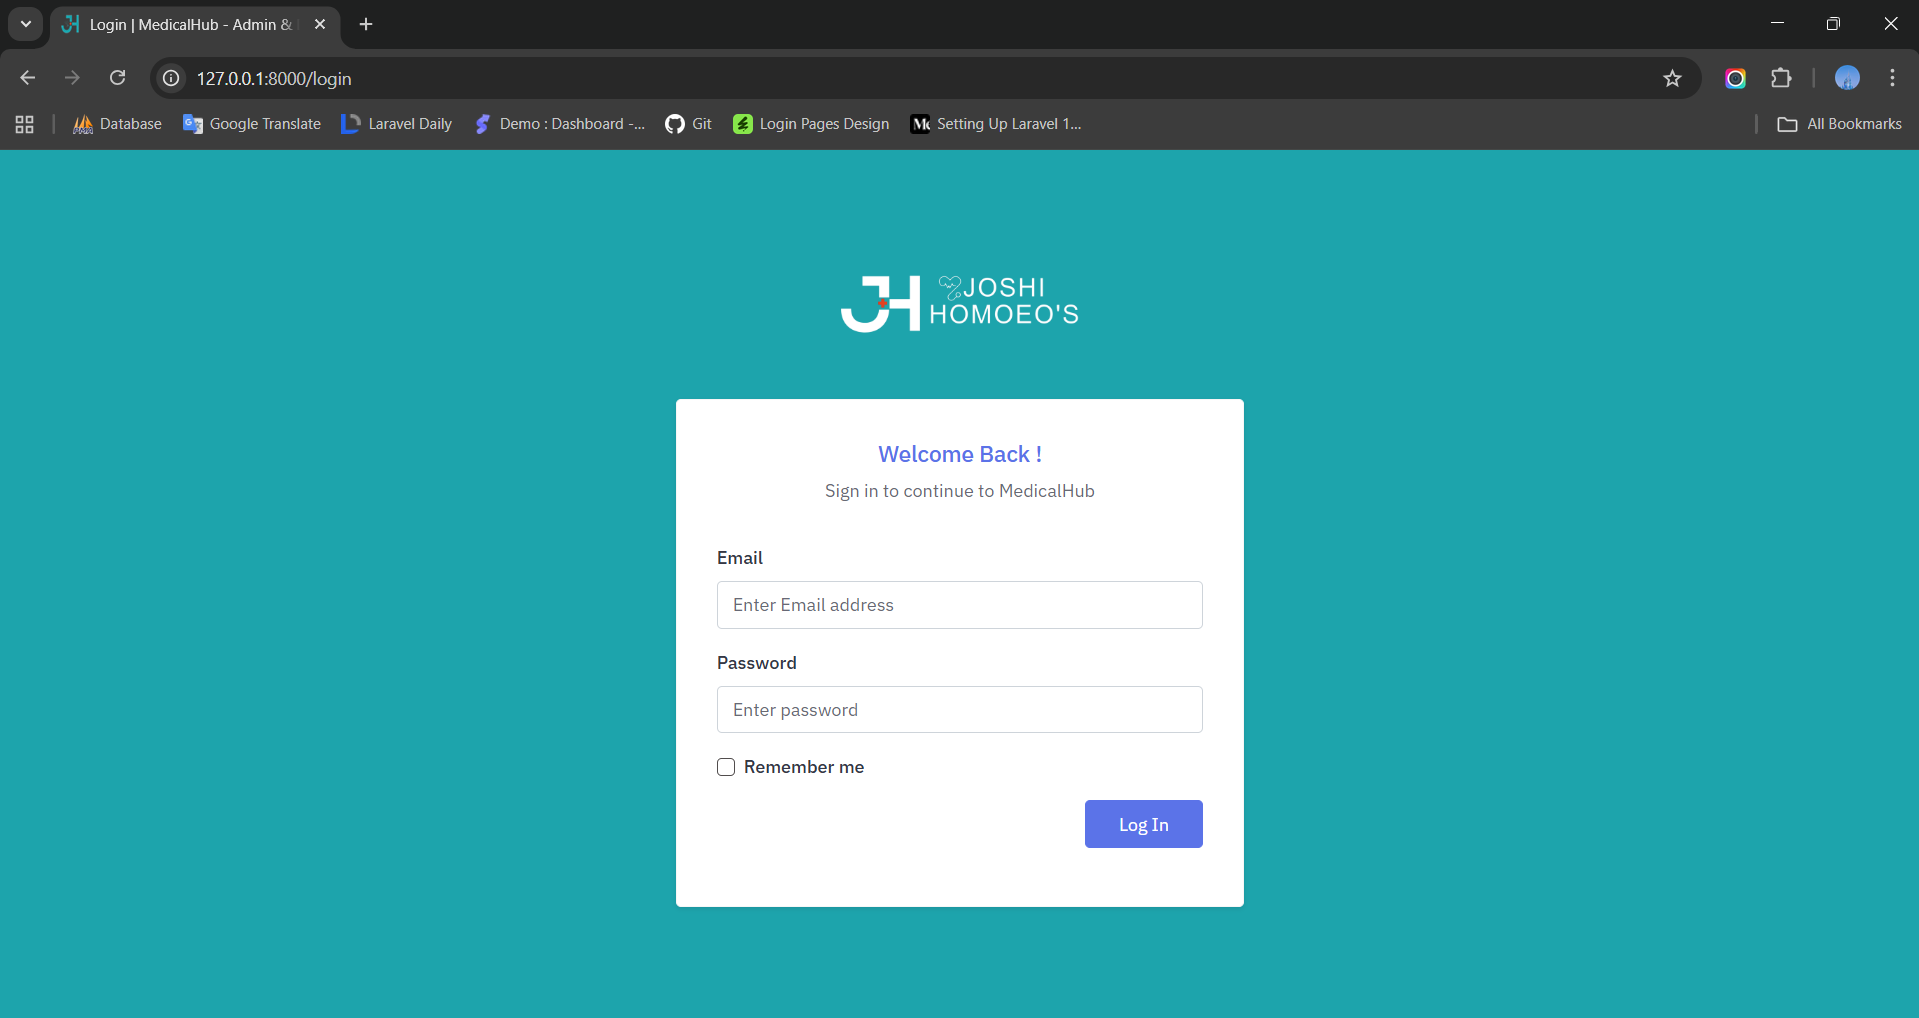 Login | MedicalHub - Admin &
127.0.0.1:8000/login
Database
Google Translate
Laravel Daily
Demo : Dashboard -...
Git
Login Pages Design
Setting Up Laravel 1...
All Bookmarks
JH JOSHI
HOMOEO'S
Welcome Back !
Sign in to continue to MedicalHub
Email
Enter Email address
Password
Enter password
Remember me
Log In